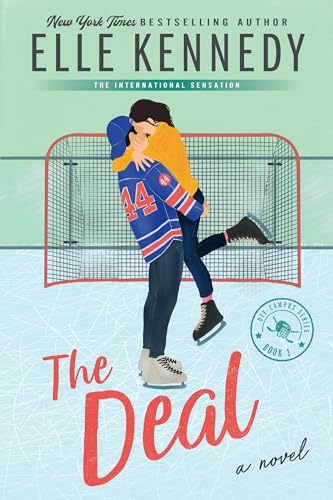 New York Times BESTSELLING AUTHOR
ELLE KENNEDY
THE INTERNATIONAL SENSATION
44
44
OFF-CAMPUS SERIES
BOOK 1
The
Deal
a novel